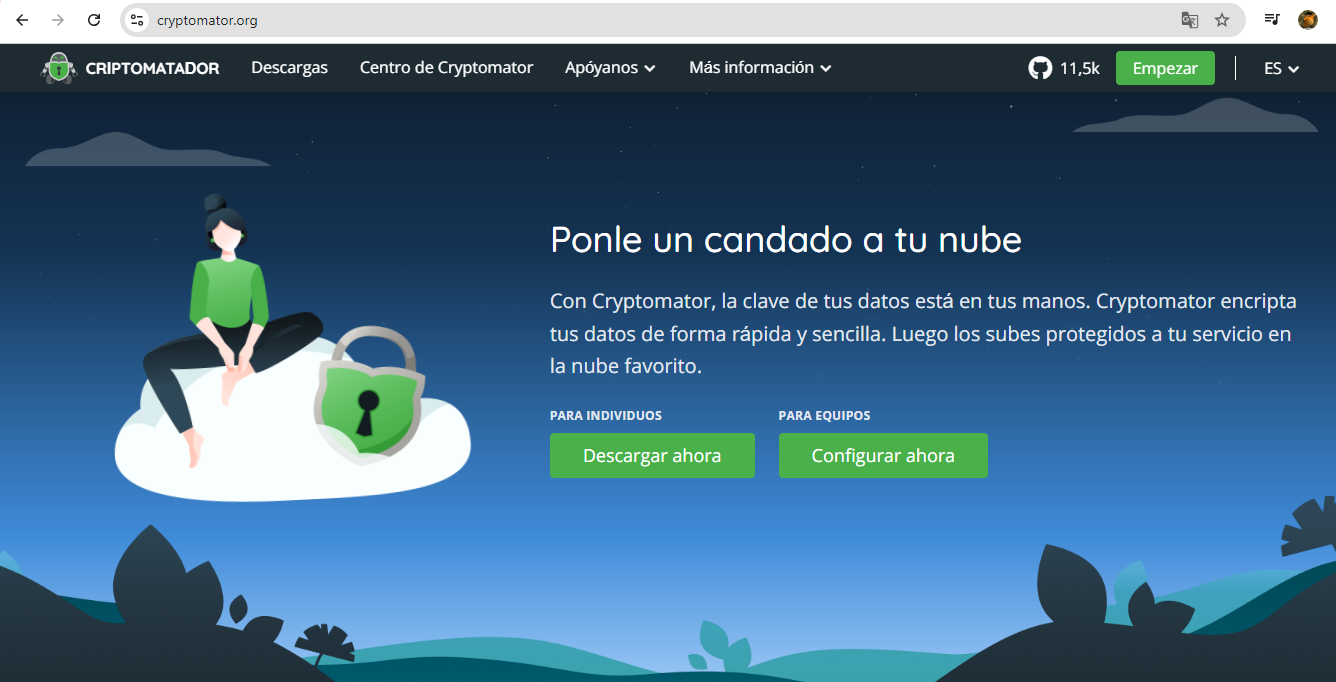 cryptomator.org
CRIPTOMATADOR Descargas Centro de Cryptomator Apóyanos Más información 11,5k Empezar ES
Ponle un candado a tu nube
Con Cryptomator, la clave de tus datos está en tus manos. Cryptomator encripta
tus datos de forma rápida y sencilla. Luego los subes protegidos a tu servicio en
la nube favorito.
PARA INDIVIDUOS PARA EQUIPOS
Descargar ahora Configurar ahora